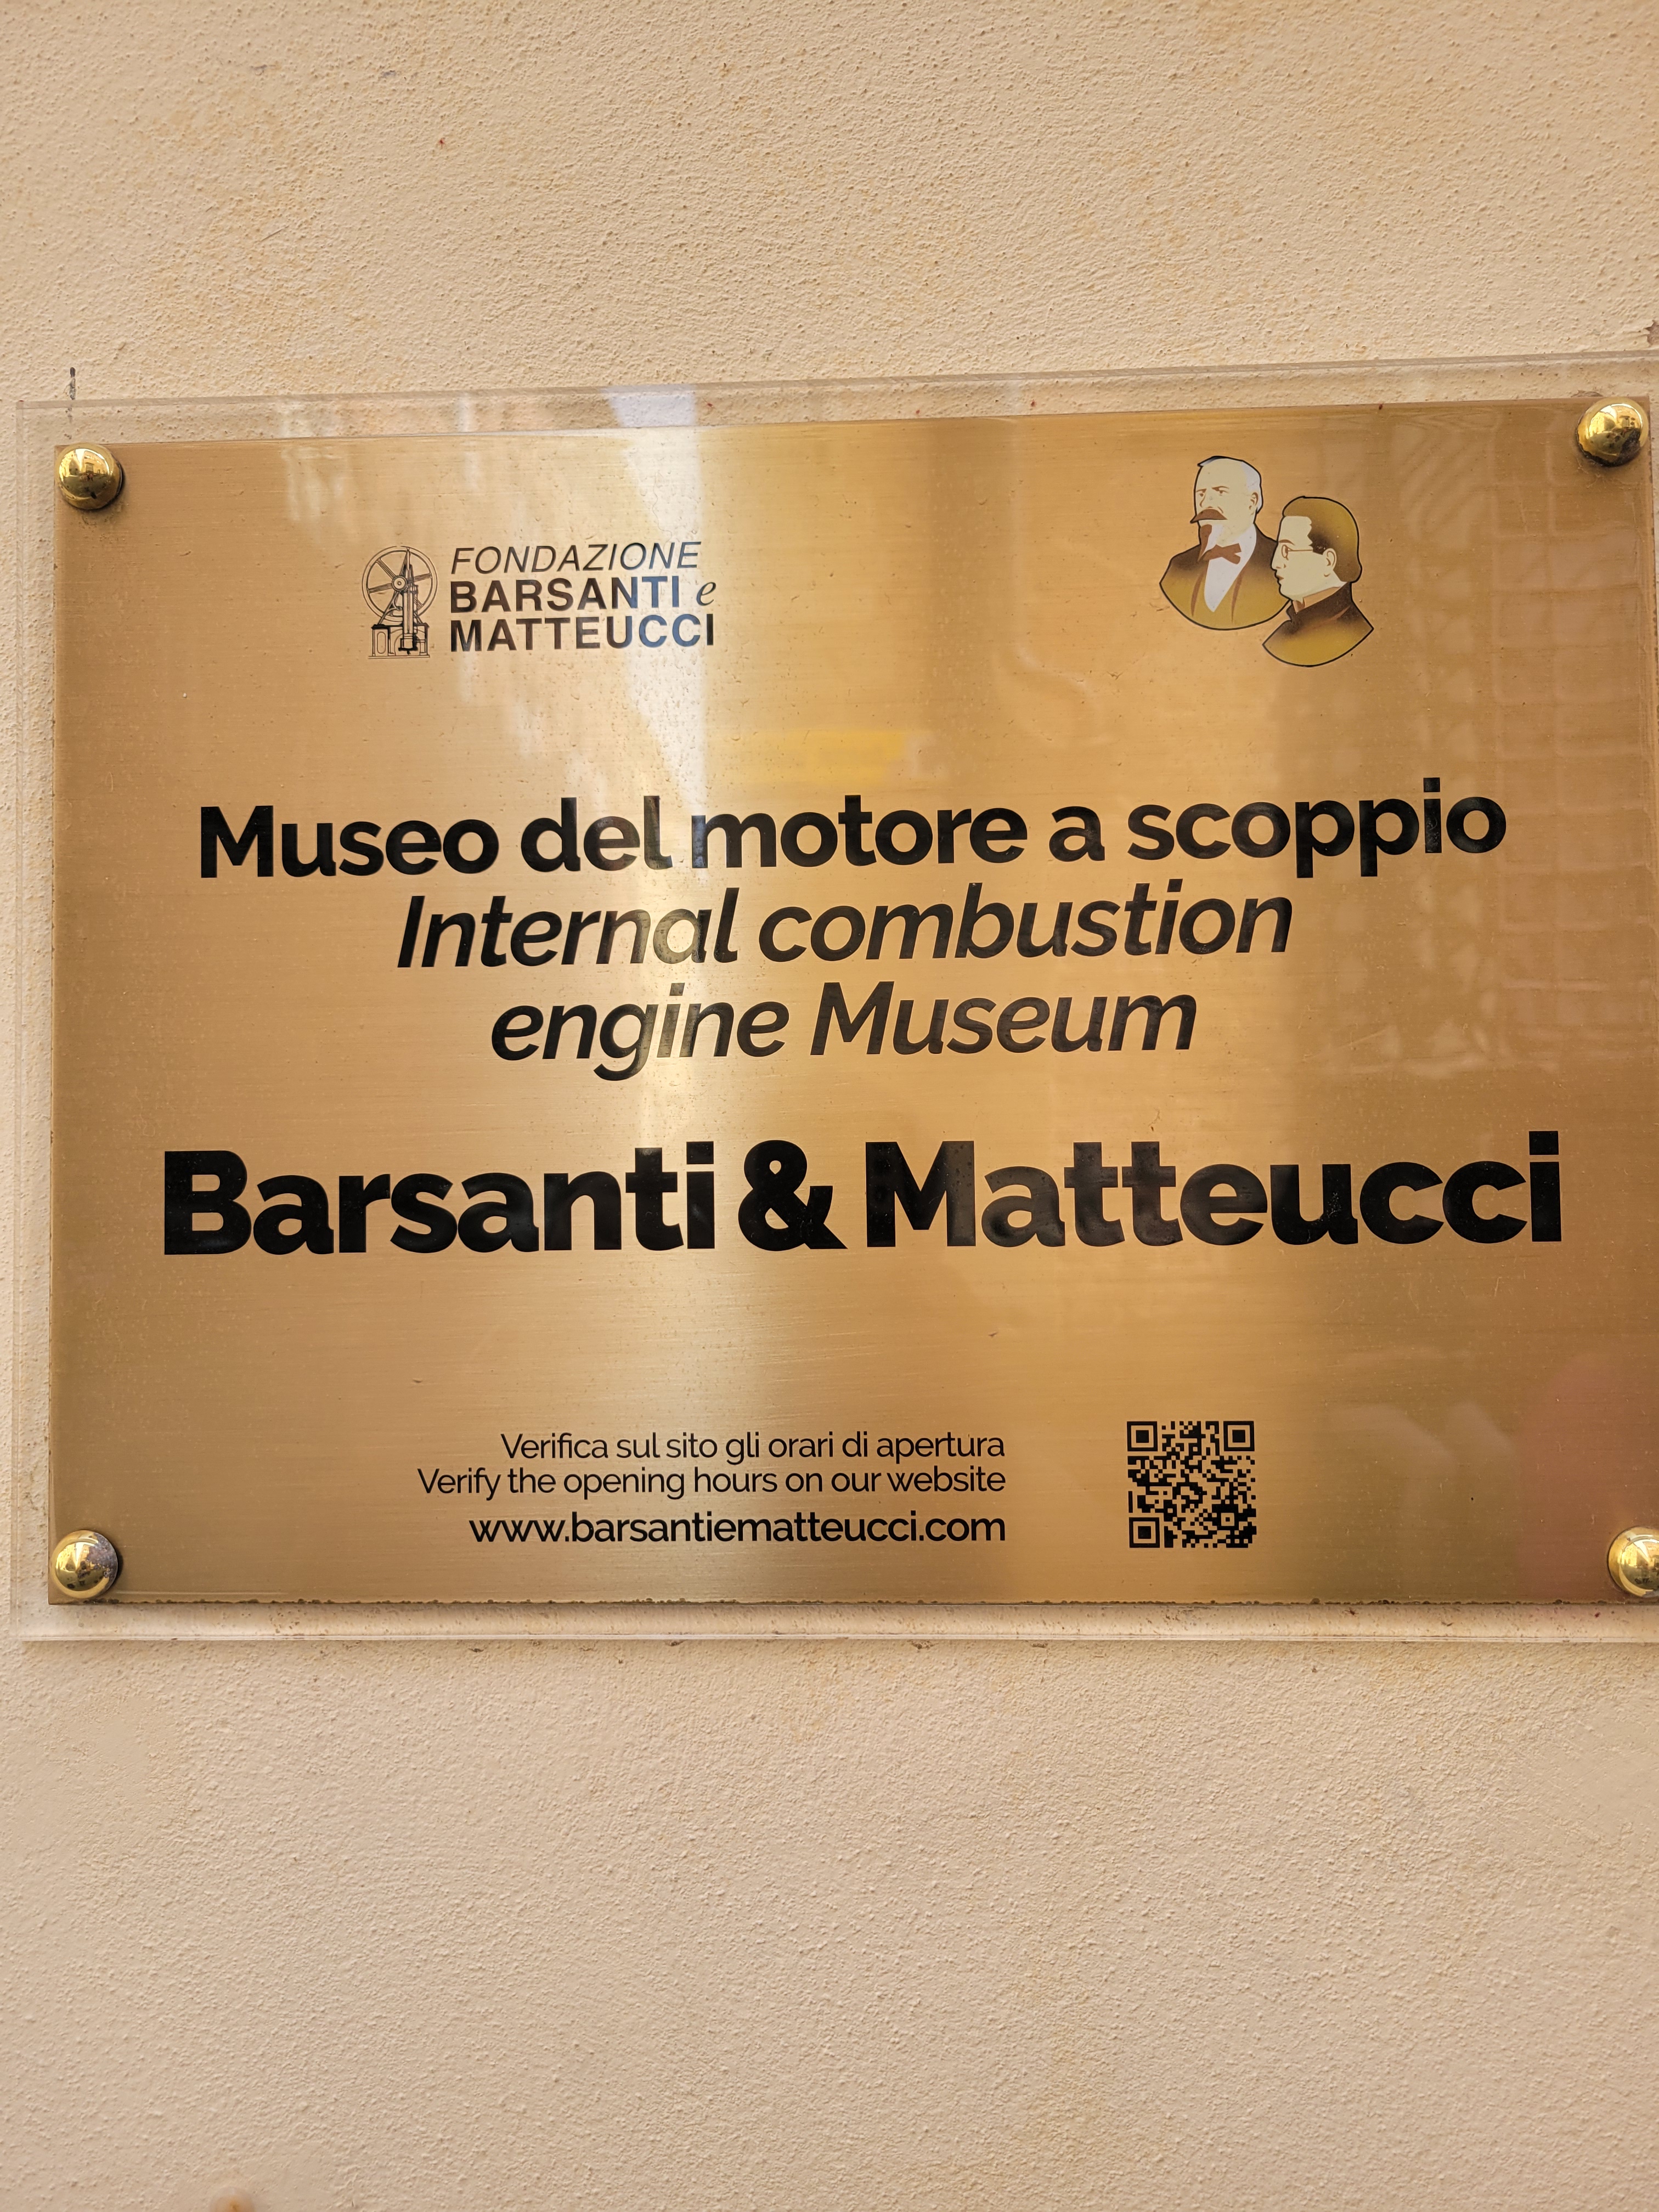 FONDAZIONE
BARSANTI e
MATTEUCCI
Museo del motore a scoppio
Internal combustion
engine Museum
Barsanti & Matteucci
Verifica sul sito gli orari di apertura
Verify the opening hours on our website
www.barsantiematteucci.com